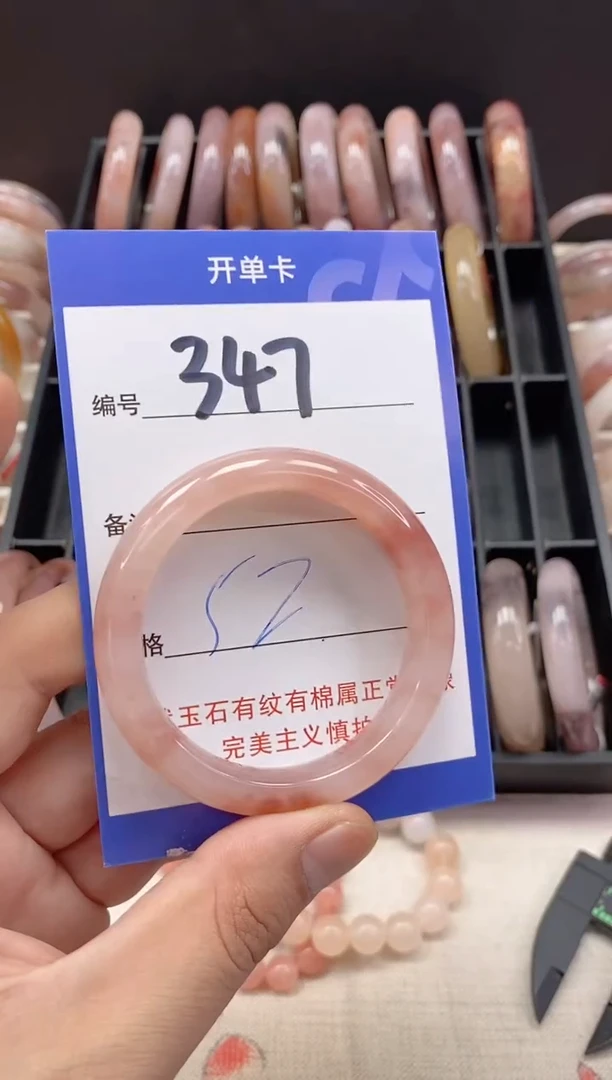 开单卡
编号 347
备
格 52
玉石有纹有棉属正常
完美主义慎拍